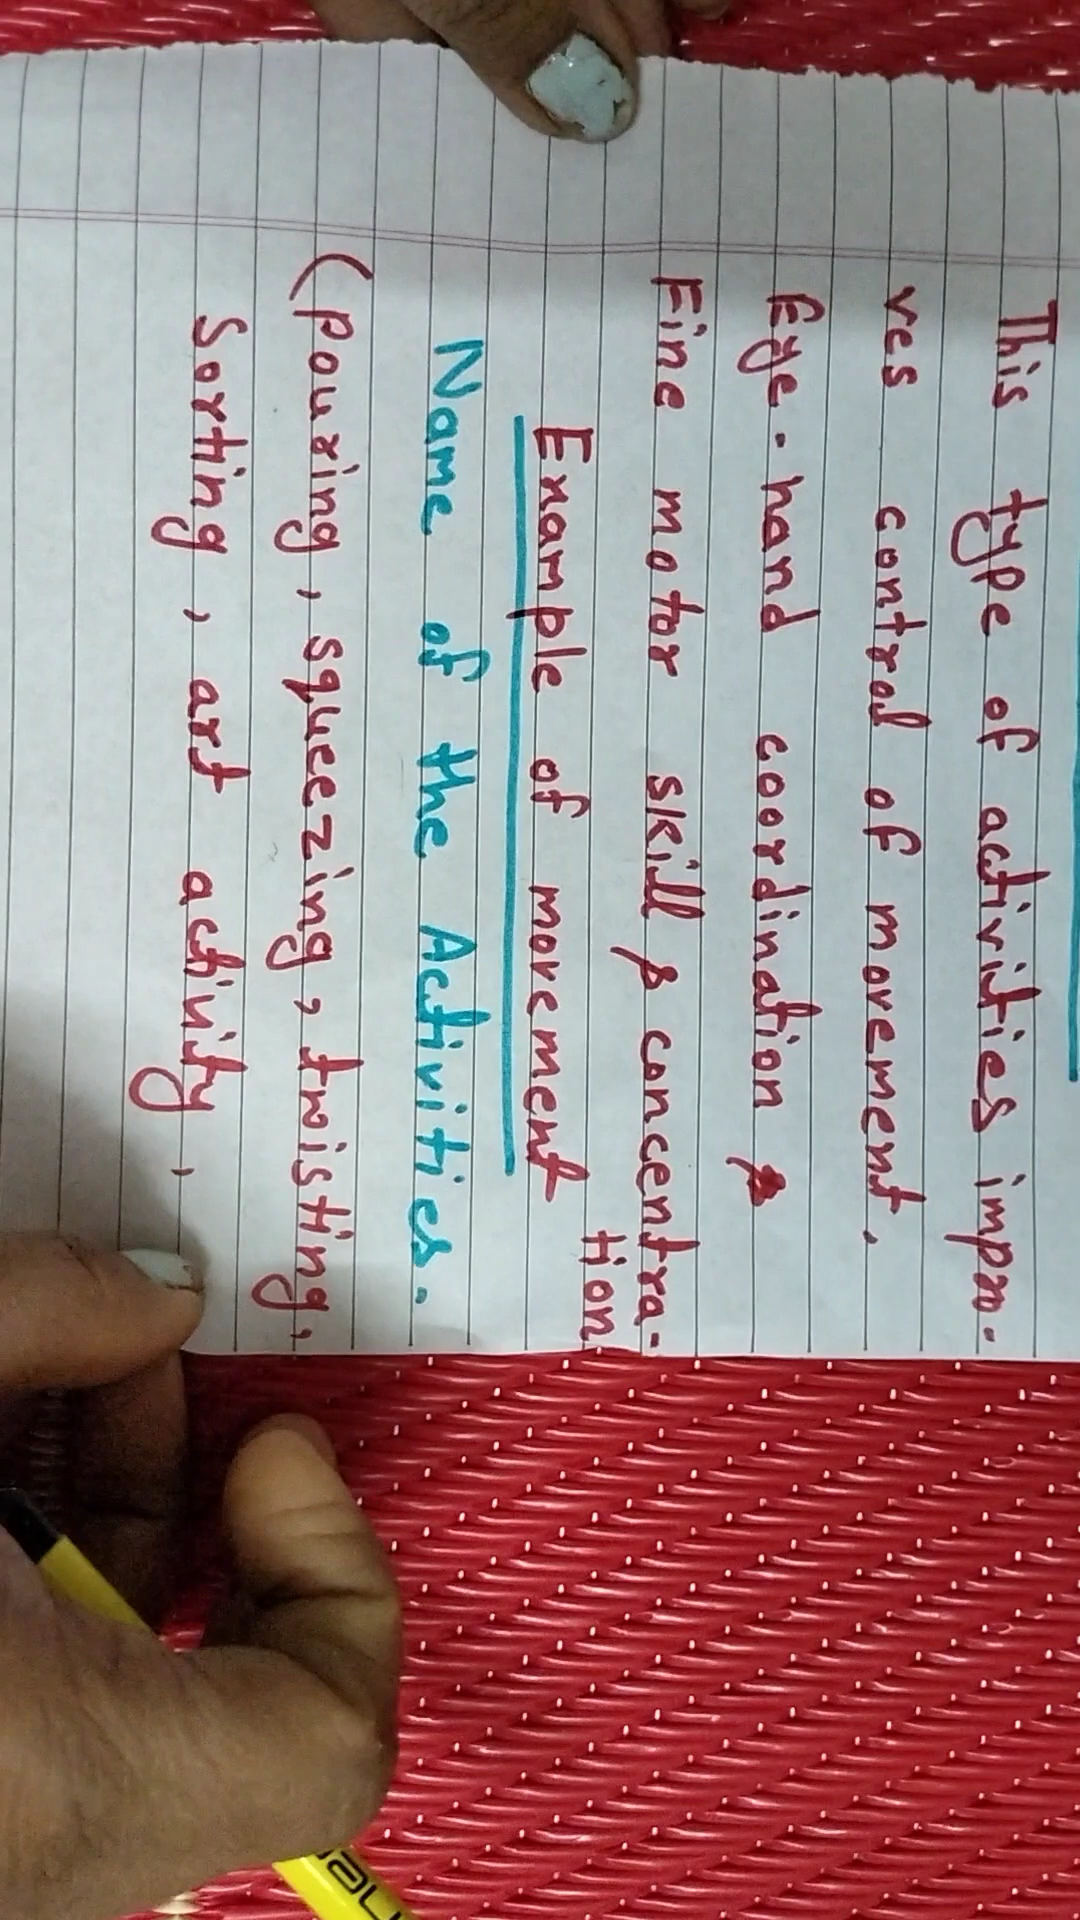 This type of activities impro-
ves control of movement,
Eye-hand coordination &
Fine motor skill & concentra-
tion
Example of movement
Name of the Activities.
(pouring, squeezing, twisting,
Sorting, art activity,